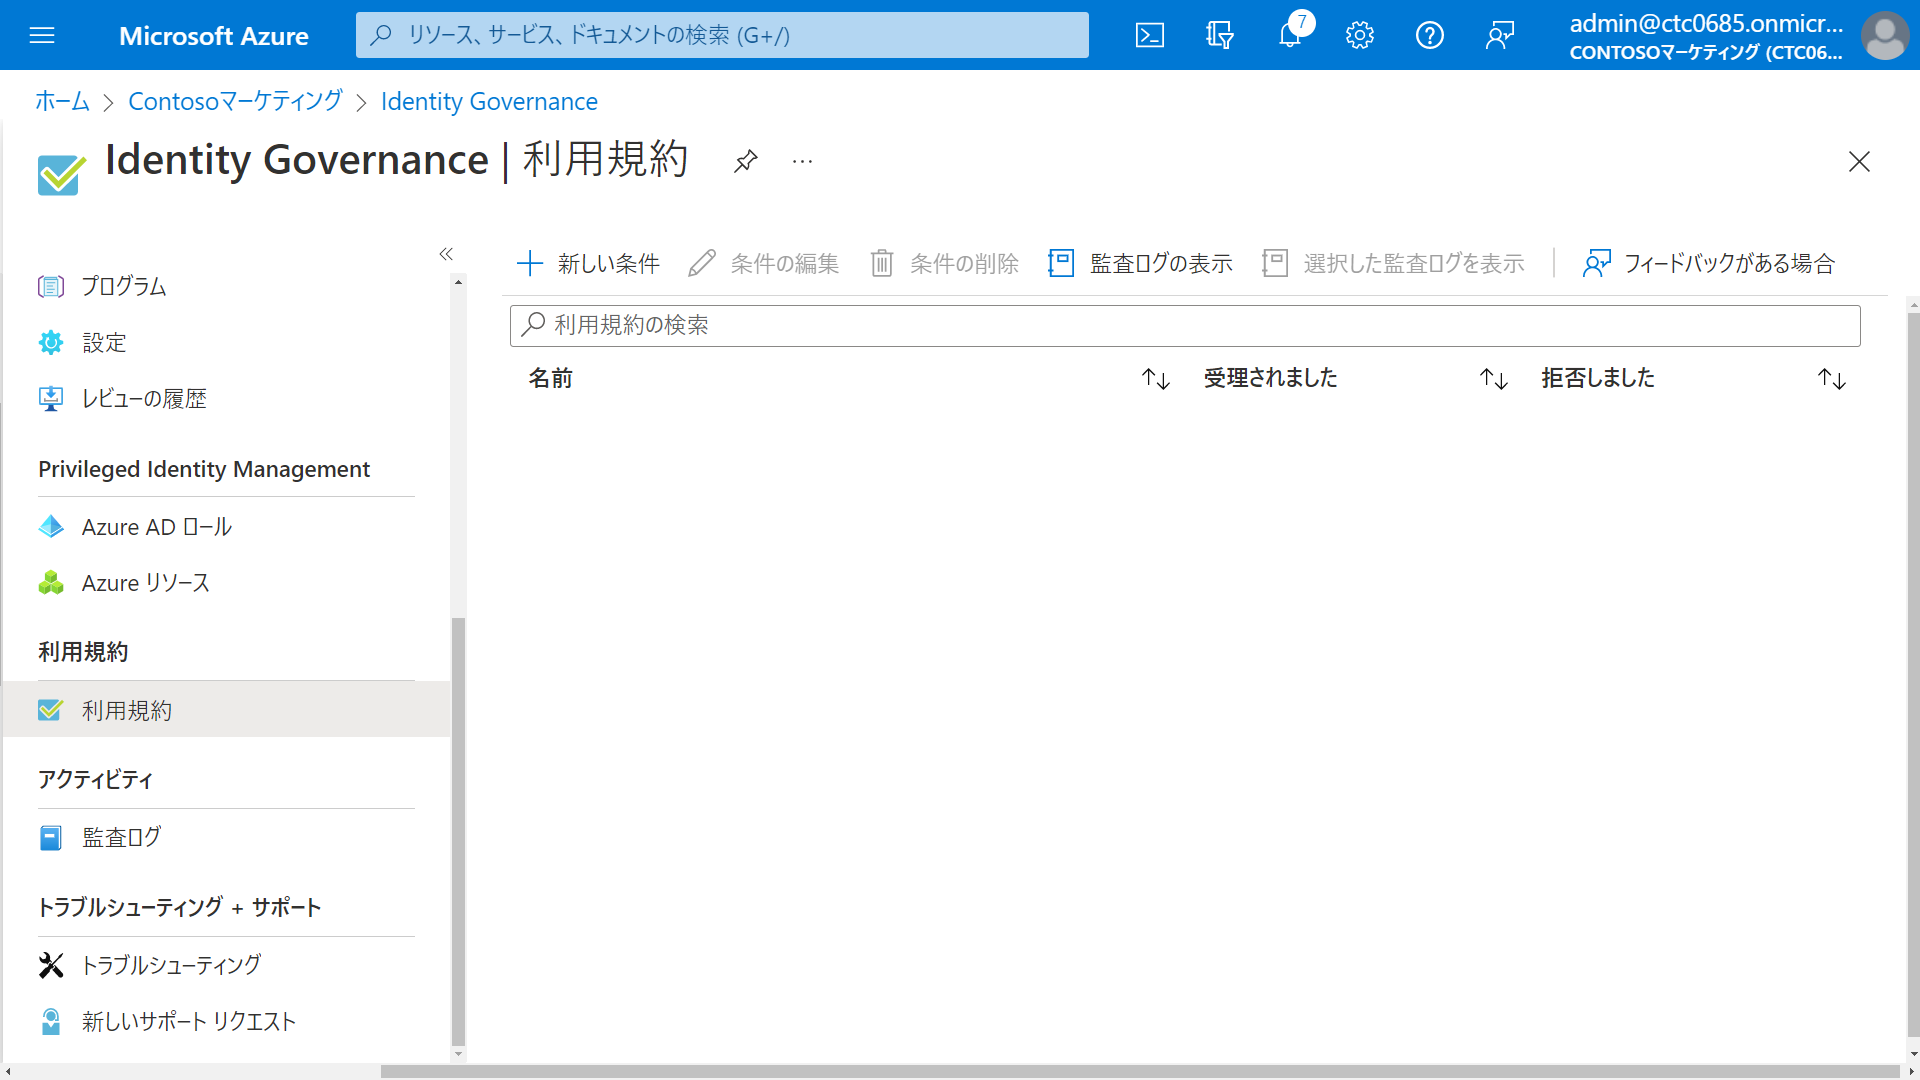 Microsoft Azure
リソース、サービス、ドキュメントの検索 (G+/)
7
admin@ctc0685.onmicr...
CONTOSOマーケティング (CTC06...
ホーム > Contosoマーケティング > Identity Governance
Identity Governance | 利用規約
...
プログラム
設定
レビューの履歴
Privileged Identity Management
Azure AD ロール
Azure リソース
利用規約
利用規約
アクティビティ
監査ログ
トラブルシューティング + サポート
トラブルシューティング
新しいサポート リクエスト
新しい条件 条件の編集 条件の削除 監査ログの表示 選択した監査ログを表示 フィードバックがある場合
利用規約の検索
名前 受理されました 拒否しました